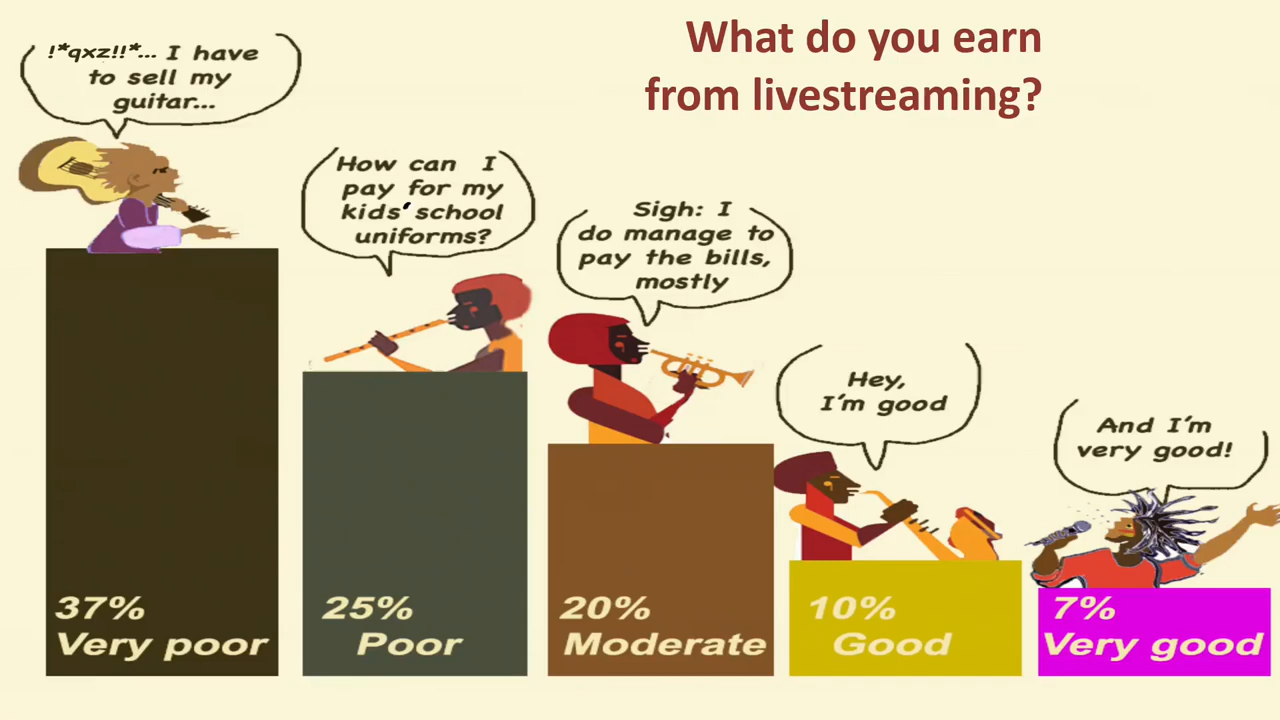 What do you earn
from livestreaming?
!*qxz!!*... I have
to sell my
guitar...
How can I
pay for my
kids' school
uniforms?
Sigh: I
do manage to
pay the bills,
mostly
Hey,
I'm good
And I'm
very good!
37%
Very poor
25%
Poor
20%
Moderate
10%
Good
7%
Very good